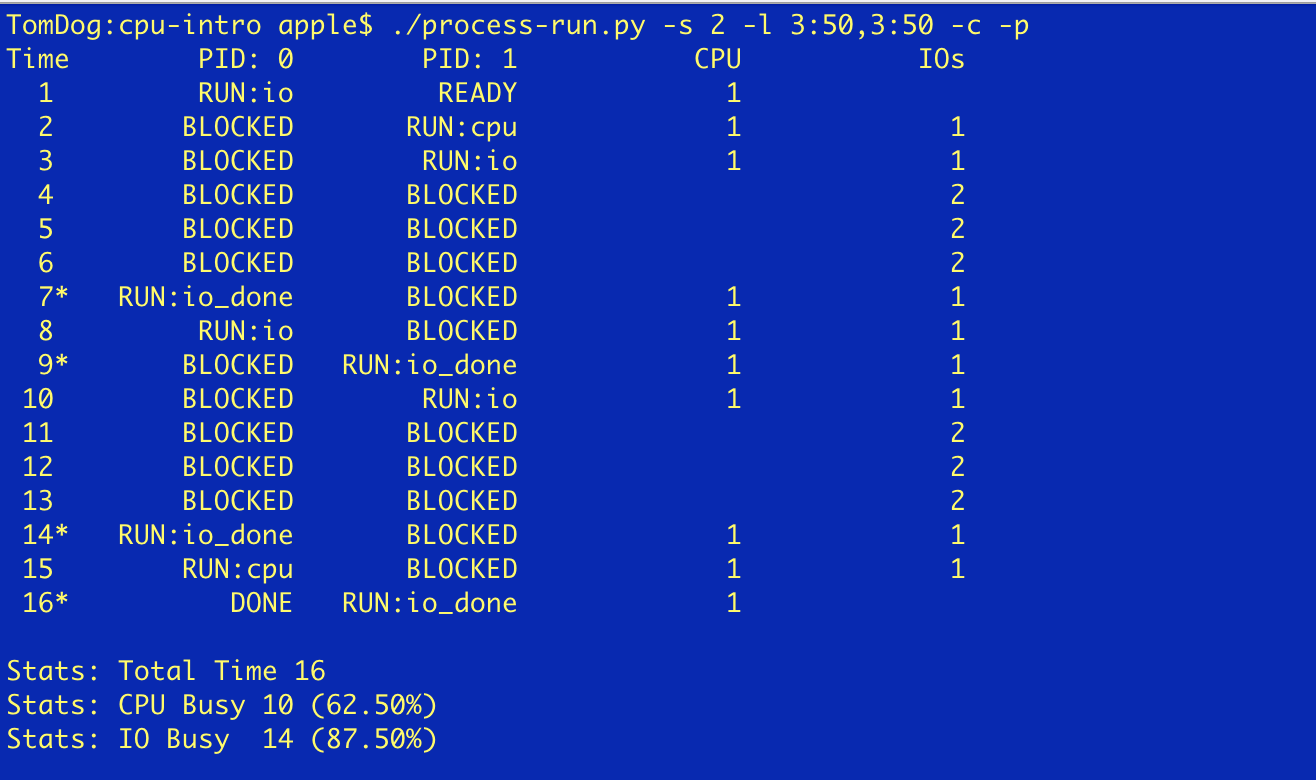 TomDog:cpu-intro apple$ ./process-run.py -s 2 -l 3:50,3:50 -c -p
Time        PID: 0        PID: 1           CPU           IOs
  1         RUN:io         READY             1
  2        BLOCKED       RUN:cpu             1             1
  3        BLOCKED        RUN:io             1             1
  4        BLOCKED       BLOCKED                           2
  5        BLOCKED       BLOCKED                           2
  6        BLOCKED       BLOCKED                           2
  7*   RUN:io_done       BLOCKED             1             1
  8         RUN:io       BLOCKED             1             1
  9*       BLOCKED   RUN:io_done             1             1
 10        BLOCKED        RUN:io             1             1
 11        BLOCKED       BLOCKED                           2
 12        BLOCKED       BLOCKED                           2
 13        BLOCKED       BLOCKED                           2
 14*   RUN:io_done       BLOCKED             1             1
 15        RUN:cpu       BLOCKED             1             1
 16*          DONE   RUN:io_done             1

Stats: Total Time 16
Stats: CPU Busy 10 (62.50%)
Stats: IO Busy  14 (87.50%)